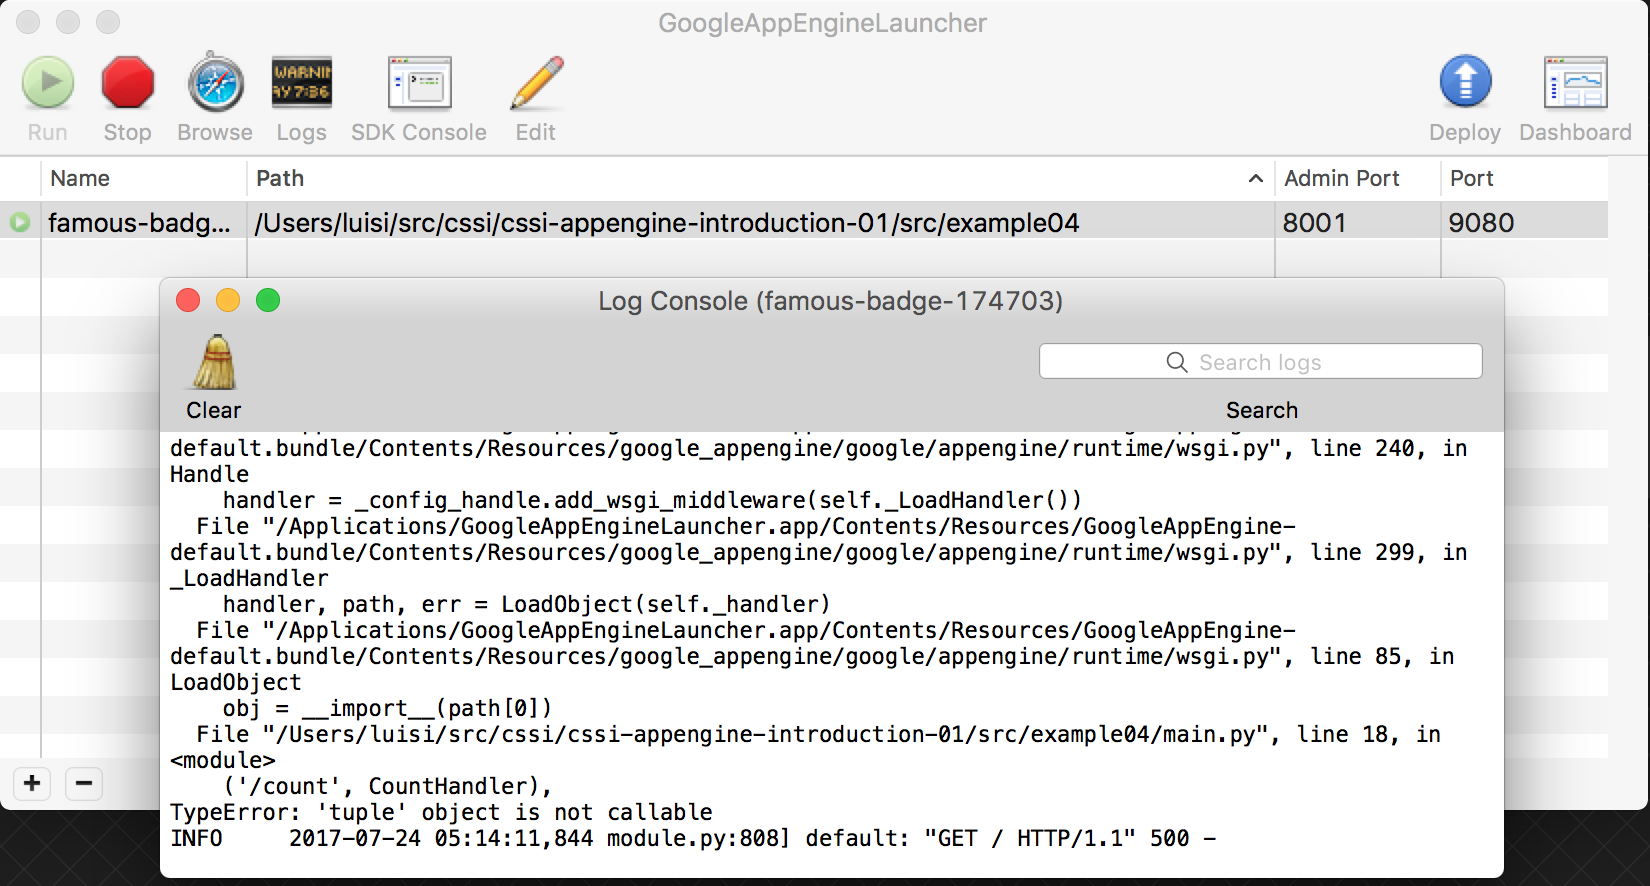 GoogleAppEngineLauncher
WARNIN
AY 7:36
Run Stop Browse Logs SDK Console Edit Deploy Dashboard
Name Path Admin Port Port
famous-badg... /Users/luisi/src/cssi/cssi-appengine-introduction-01/src/example04 8001 9080
Log Console (famous-badge-174703)
Search logs
Clear Search
default.bundle/Contents/Resources/google_appengine/google/appengine/runtime/wsgi.py", line 240, in
Handle
    handler = _config_handle.add_wsgi_middleware(self._LoadHandler())
  File "/Applications/GoogleAppEngineLauncher.app/Contents/Resources/GoogleAppEngine-
default.bundle/Contents/Resources/google_appengine/google/appengine/runtime/wsgi.py", line 299, in
_LoadHandler
    handler, path, err = LoadObject(self._handler)
  File "/Applications/GoogleAppEngineLauncher.app/Contents/Resources/GoogleAppEngine-
default.bundle/Contents/Resources/google_appengine/google/appengine/runtime/wsgi.py", line 85, in
LoadObject
    obj = __import__(path[0])
  File "/Users/luisi/src/cssi/cssi-appengine-introduction-01/src/example04/main.py", line 18, in
<module>
    ('/count', CountHandler),
TypeError: 'tuple' object is not callable
INFO     2017-07-24 05:14:11,844 module.py:808] default: "GET / HTTP/1.1" 500 -